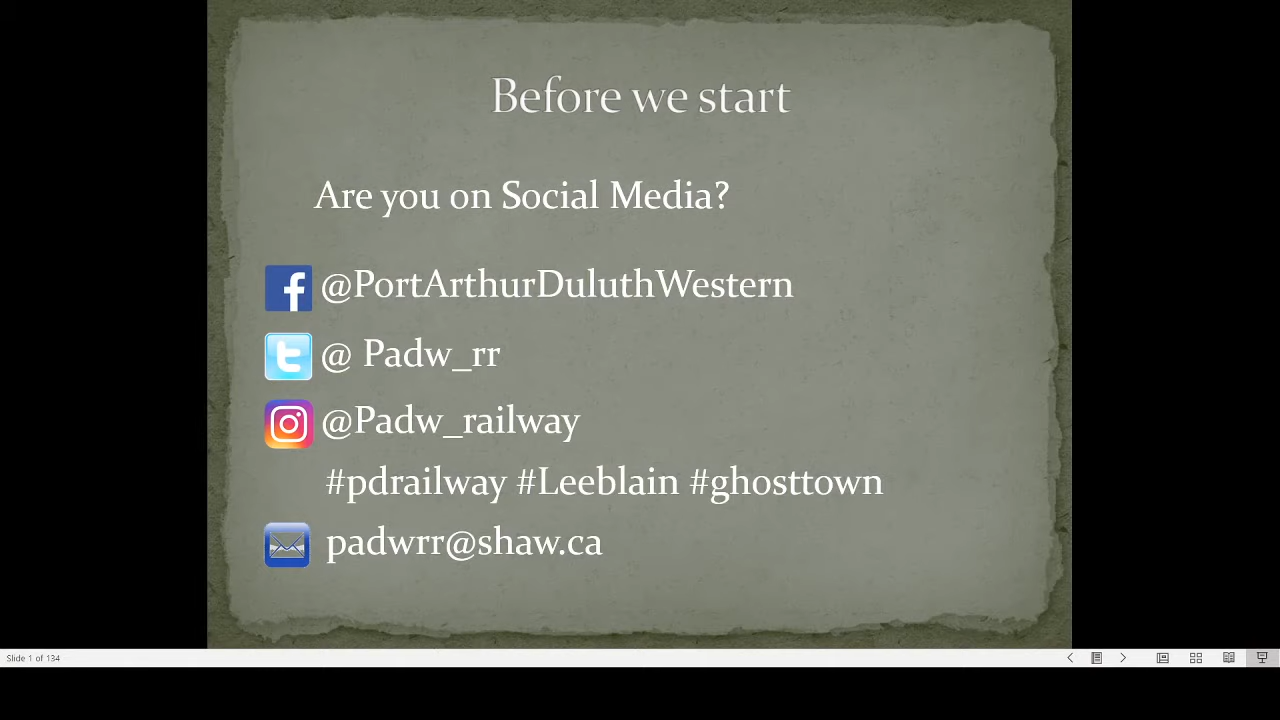 Before we start
Are you on Social Media?
@PortArthurDuluthWestern
@ Padw_rr
@Padw_railway
#pdrailway #Leeblain #ghosttown
padwrr@shaw.ca
Slide 1 of 134